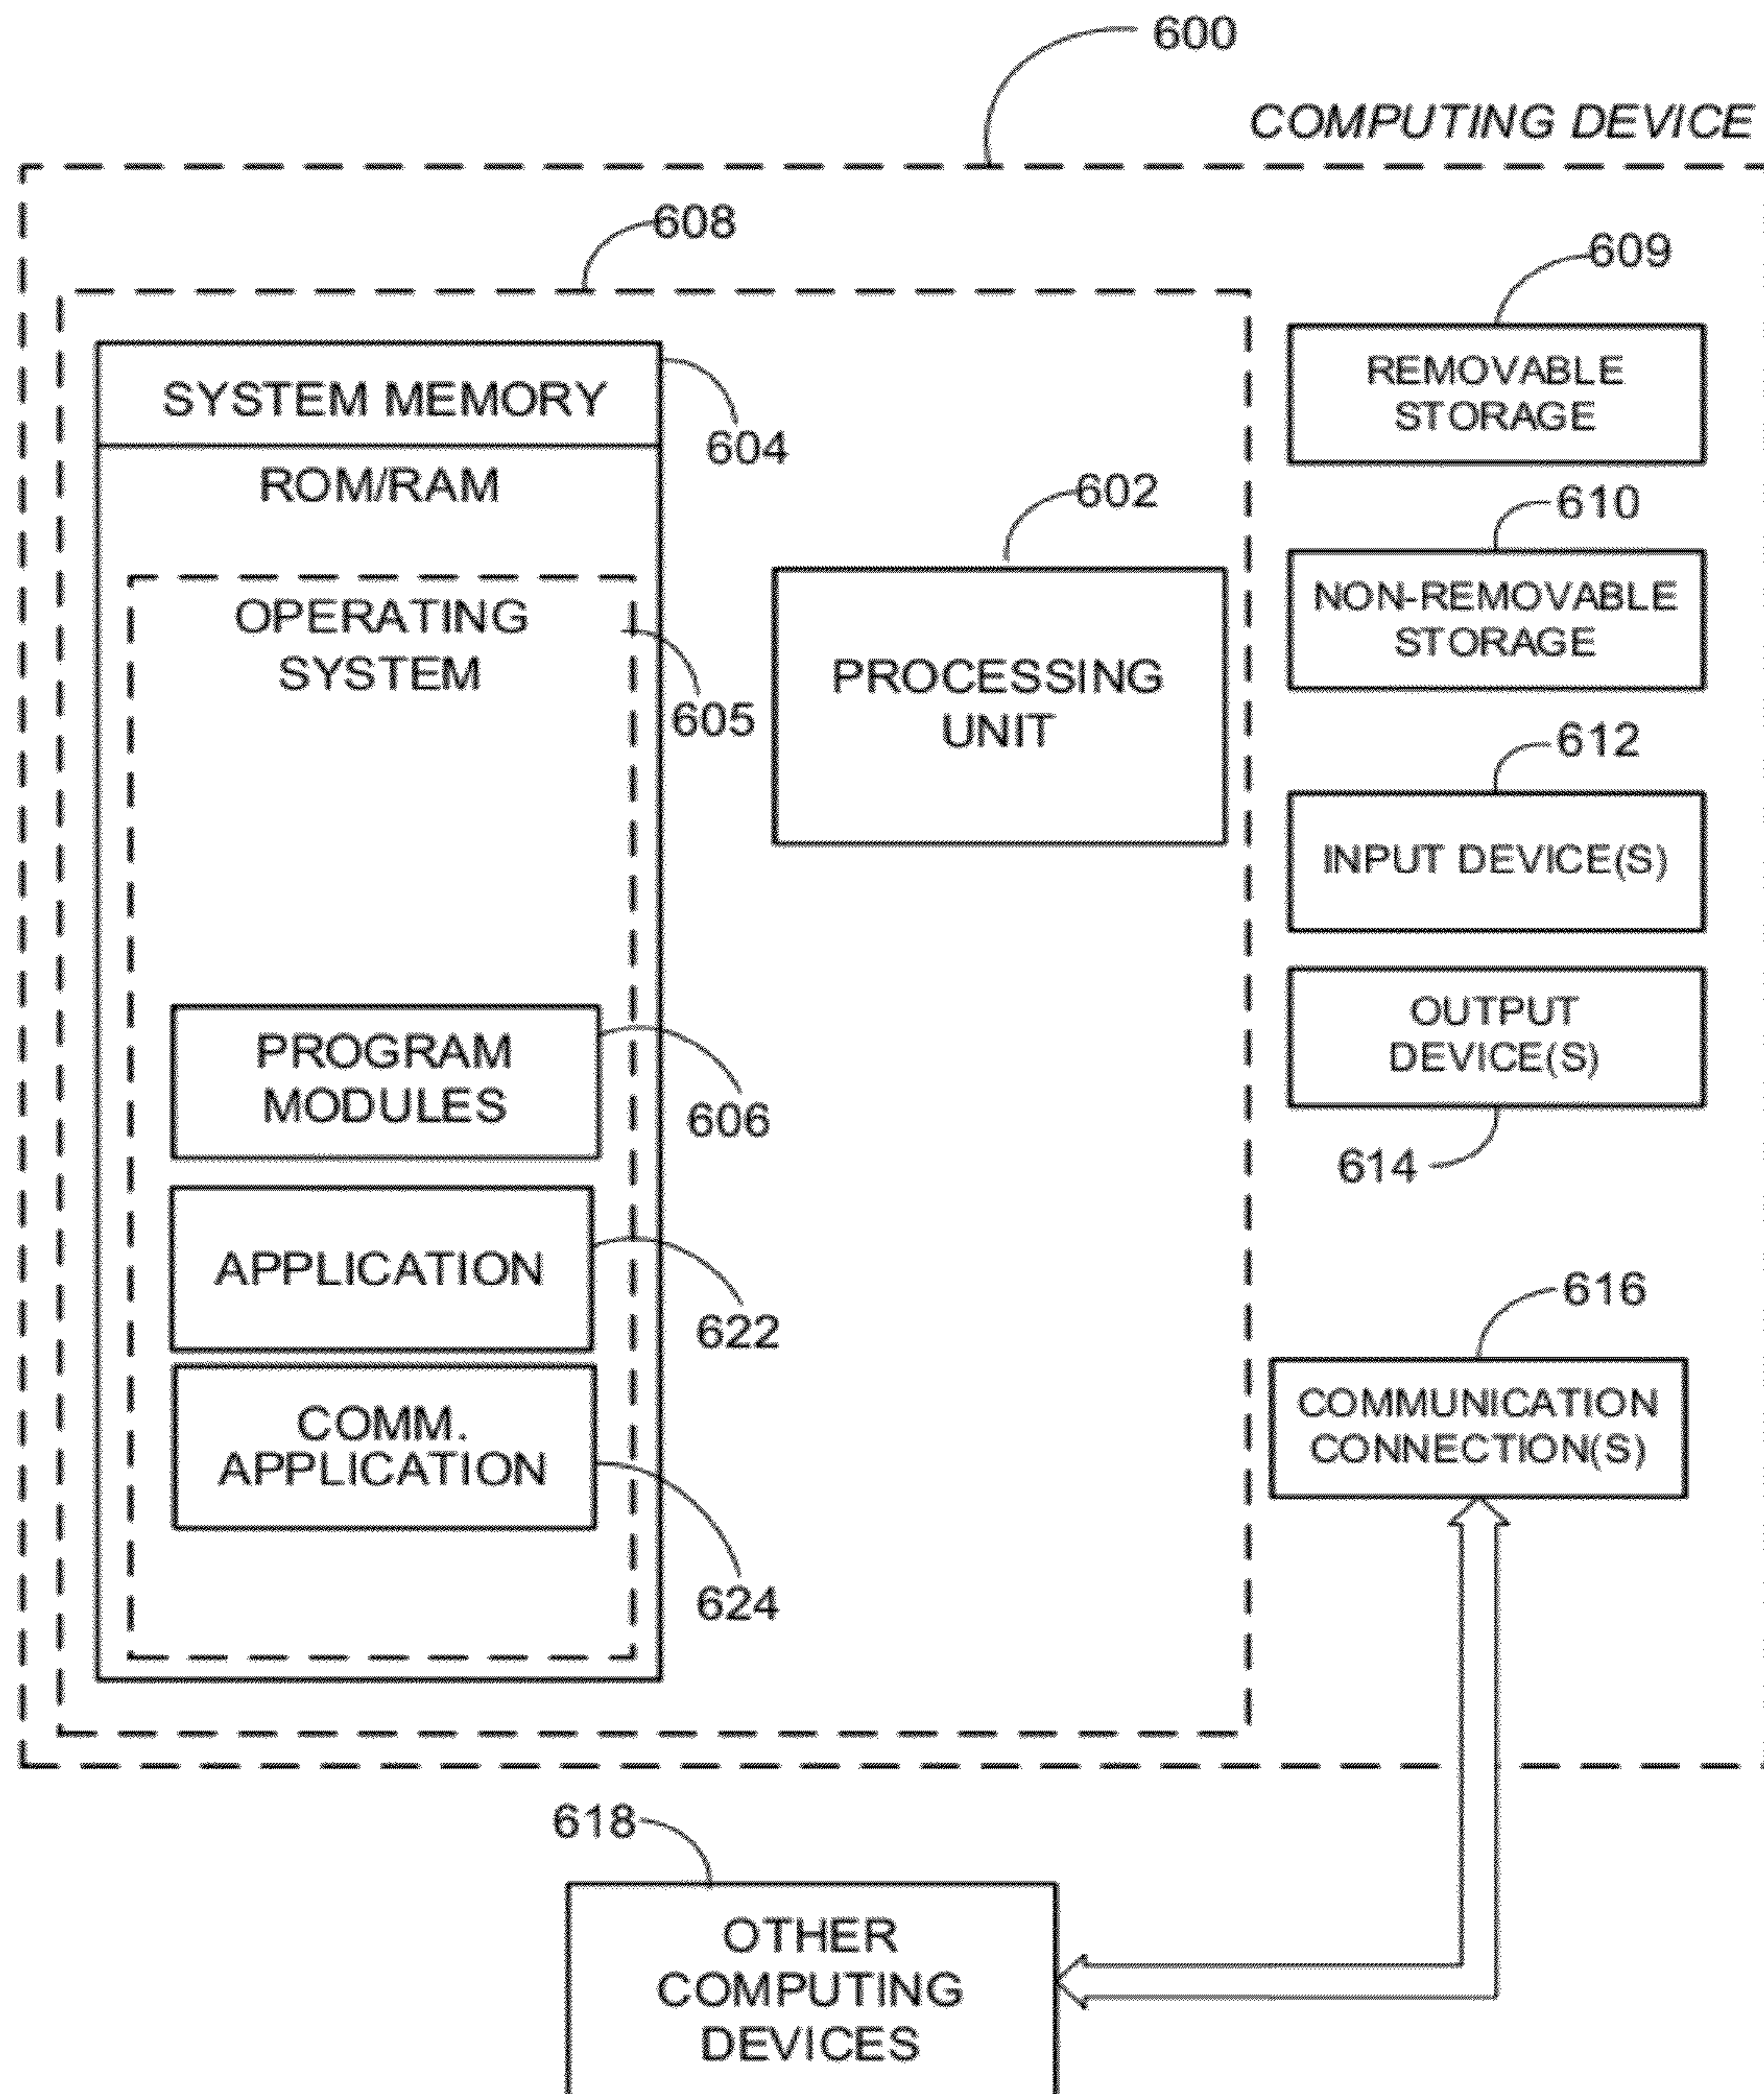 600
COMPUTING DEVICE
608
609
SYSTEM MEMORY
604
ROM/RAM
REMOVABLE
STORAGE
602
610
OPERATING
SYSTEM
605
PROCESSING
UNIT
NON-REMOVABLE
STORAGE
612
INPUT DEVICE(S)
PROGRAM
MODULES
606
OUTPUT
DEVICE(S)
614
APPLICATION
622
616
COMM.
APPLICATION
624
COMMUNICATION
CONNECTION(S)
618
OTHER
COMPUTING
DEVICES